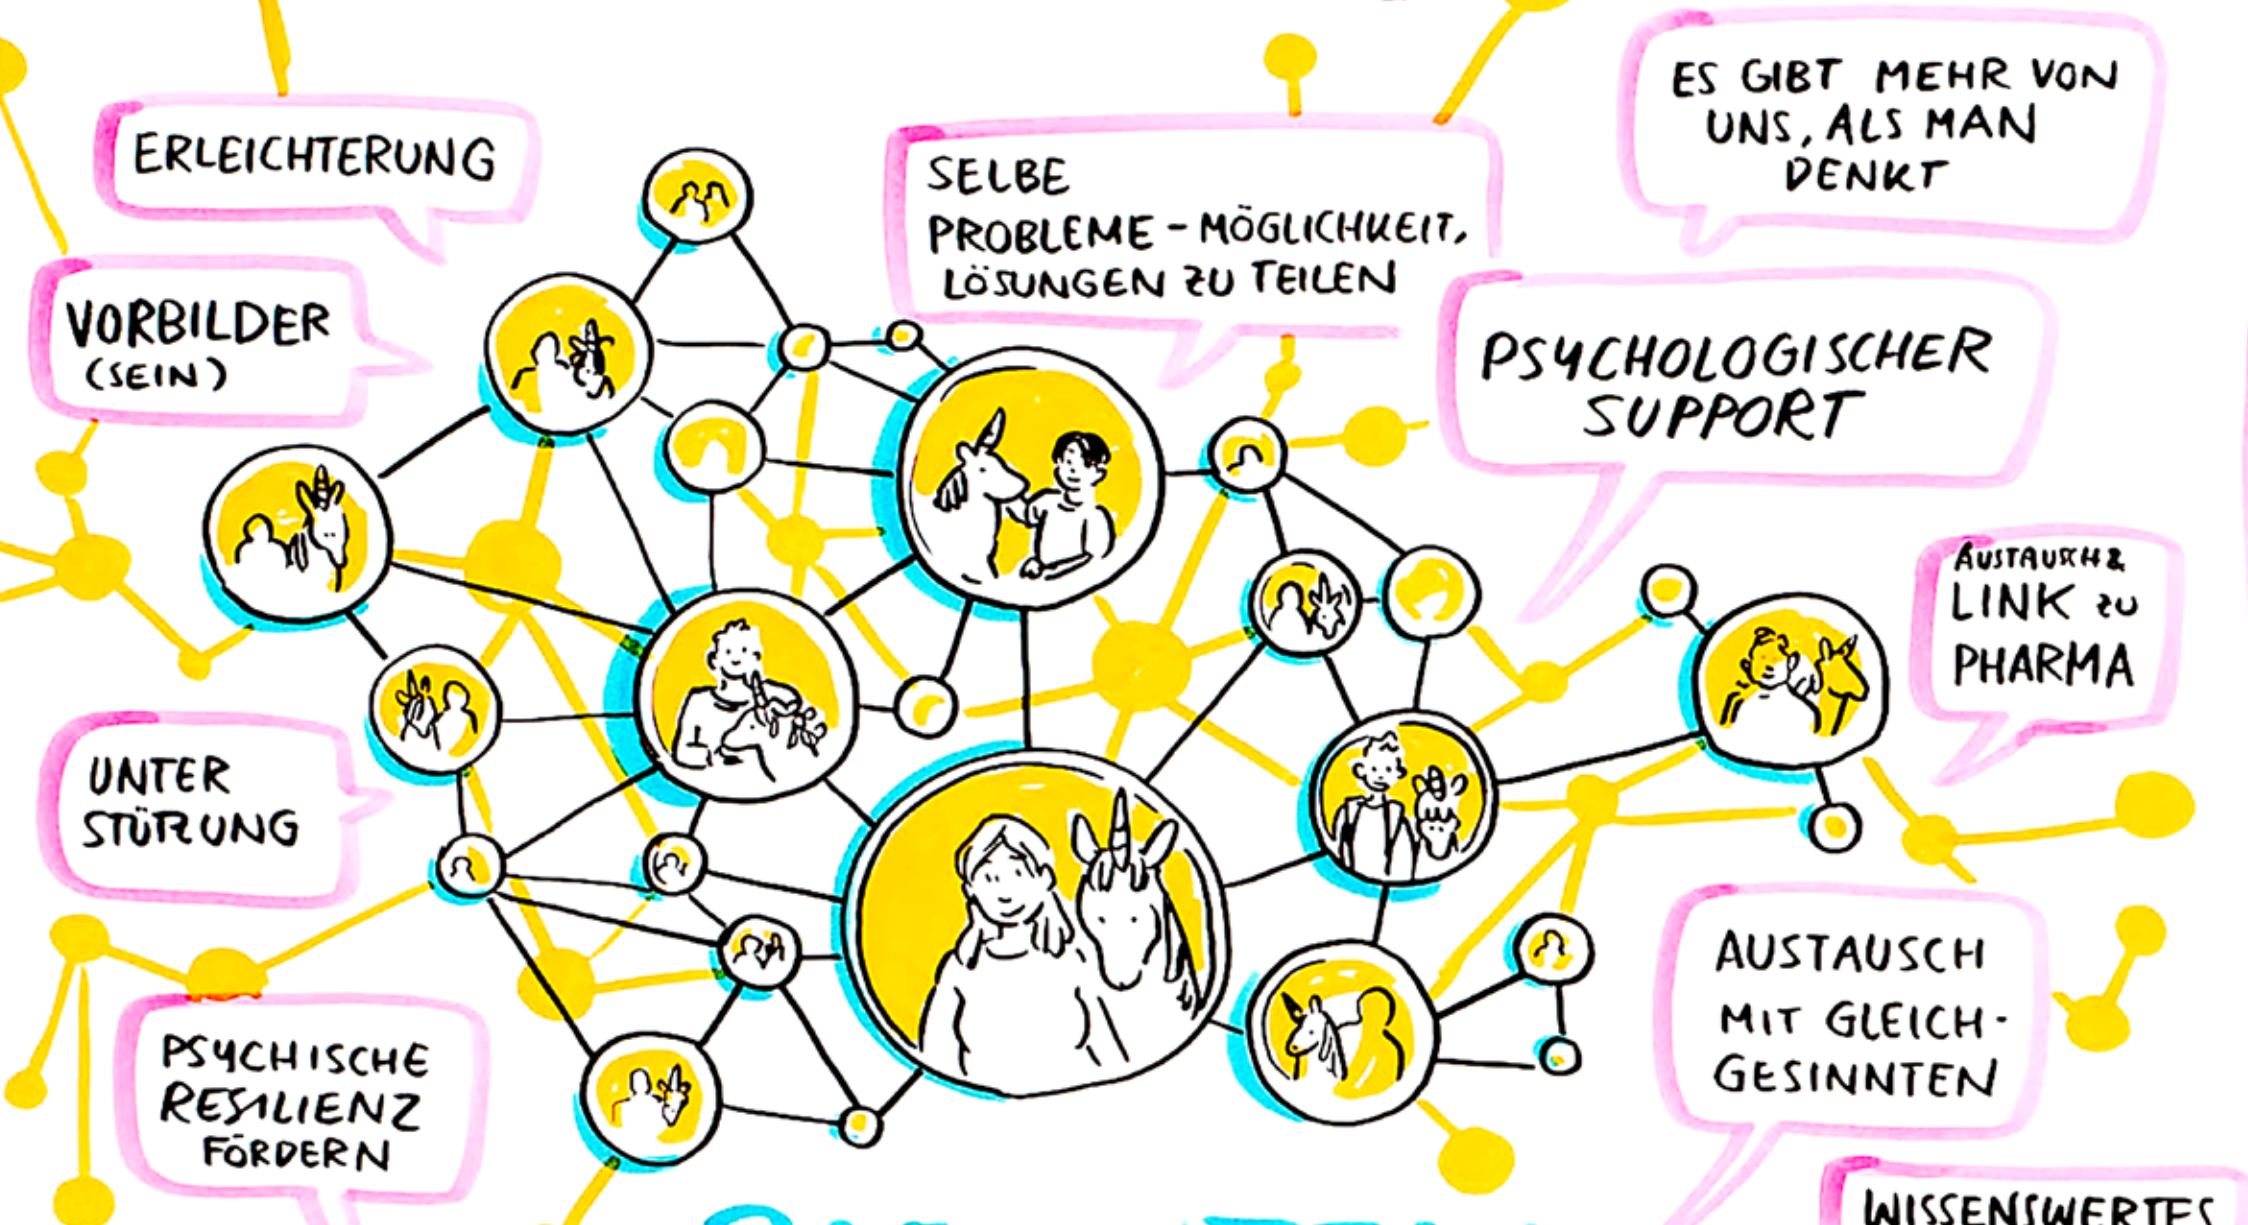 ERLEICHTERUNG
VORBILDER
(SEIN)
SELBE
PROBLEME - MÖGLICHKEIT,
LÖSUNGEN ZU TEILEN
ES GIBT MEHR VON
UNS, ALS MAN
DENKT
PSYCHOLOGISCHER
SUPPORT
AUSTAUSCH &
LINK ZU
PHARMA
UNTER
STÜTZUNG
PSYCHISCHE
RESILIENZ
FÖRDERN
AUSTAUSCH
MIT GLEICH-
GESINNTEN
WISSENSWERTES